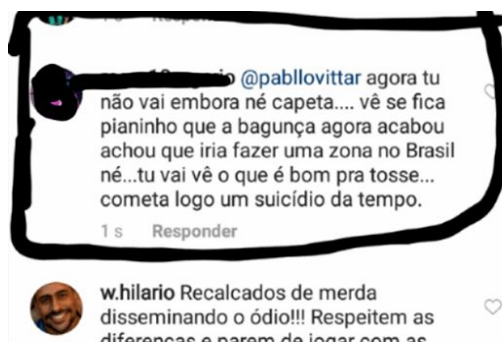 @pabllovittar agora tu
não vai embora né capeta.... vê se fica
pianinho que a bagunça agora acabou
achou que iria fazer uma zona no Brasil
né...tu vai vê o que é bom pra tosse...
cometa logo um suicídio da tempo.
1 s Responder
w.hilario Recalcados de merda
disseminando o ódio!!! Respeitem as
diferenças e parem de jogar com as